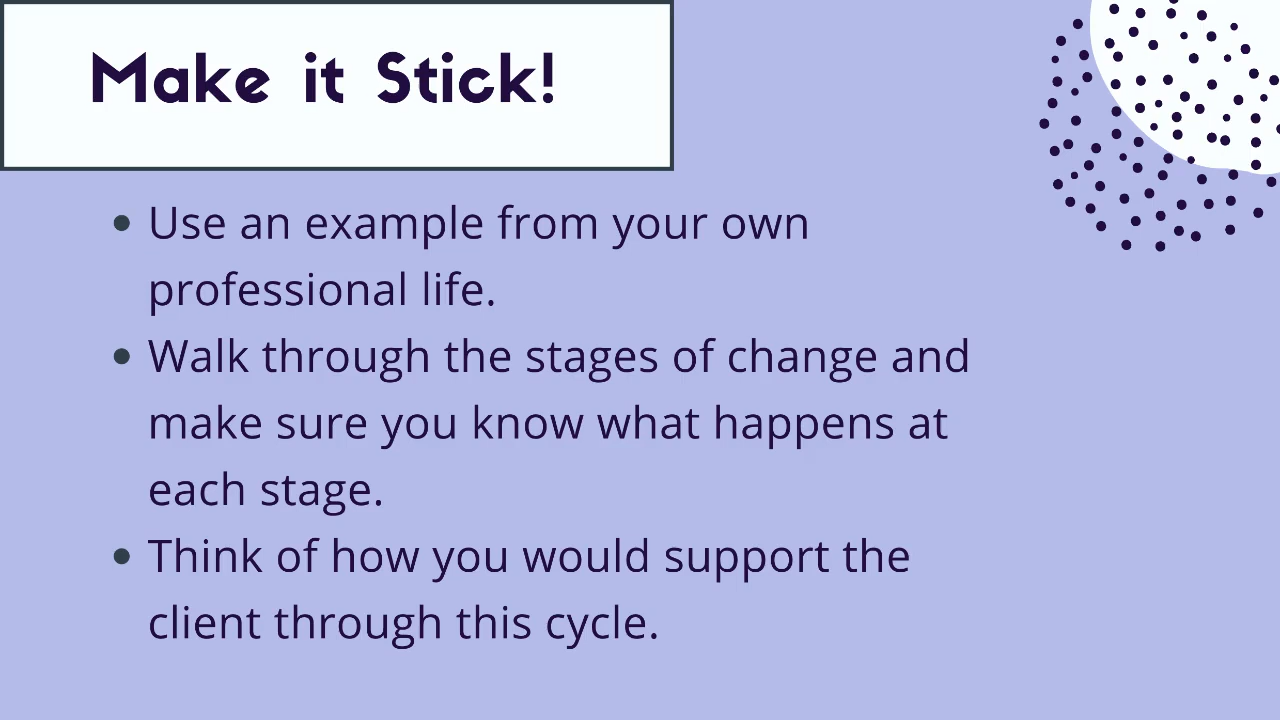 Make it Stick!
Use an example from your own
professional life.
Walk through the stages of change and
make sure you know what happens at
each stage.
Think of how you would support the
client through this cycle.